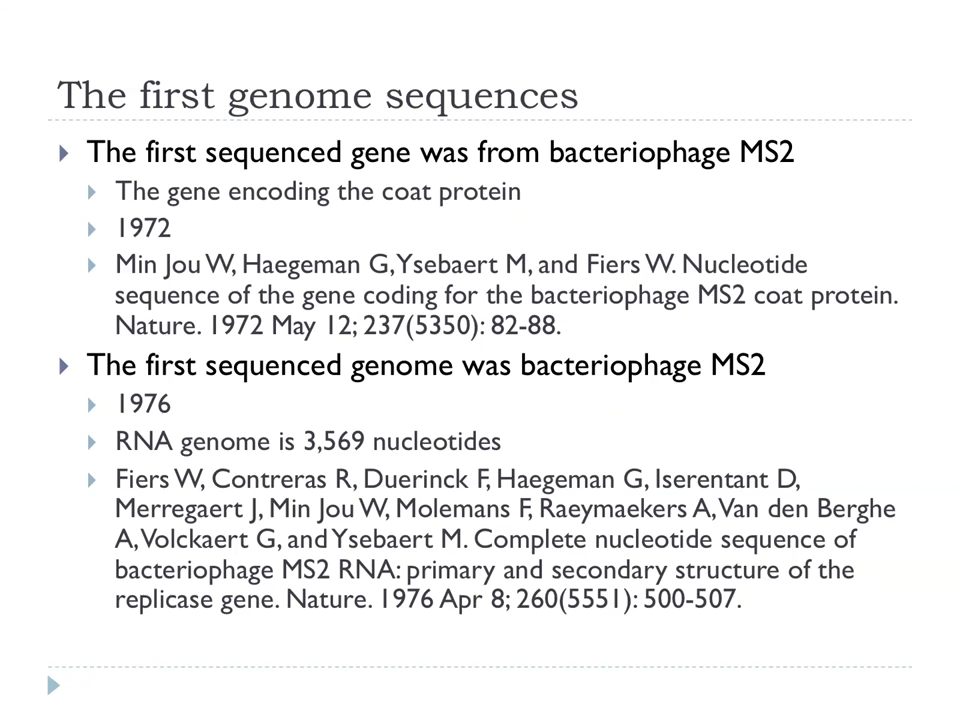 The first genome sequences
The first sequenced gene was from bacteriophage MS2
The gene encoding the coat protein
1972
Min Jou W, Haegeman G, Ysebaert M, and Fiers W. Nucleotide
sequence of the gene coding for the bacteriophage MS2 coat protein.
Nature. 1972 May 12; 237(5350): 82-88.
The first sequenced genome was bacteriophage MS2
1976
RNA genome is 3,569 nucleotides
Fiers W, Contreras R, Duerinck F, Haegeman G, Iserentant D,
Merregaert J, Min Jou W, Molemans F, Raeymaekers A, Van den Berghe
A, Volckaert G, and Ysebaert M. Complete nucleotide sequence of
bacteriophage MS2 RNA: primary and secondary structure of the
replicase gene. Nature. 1976 Apr 8; 260(5551): 500-507.